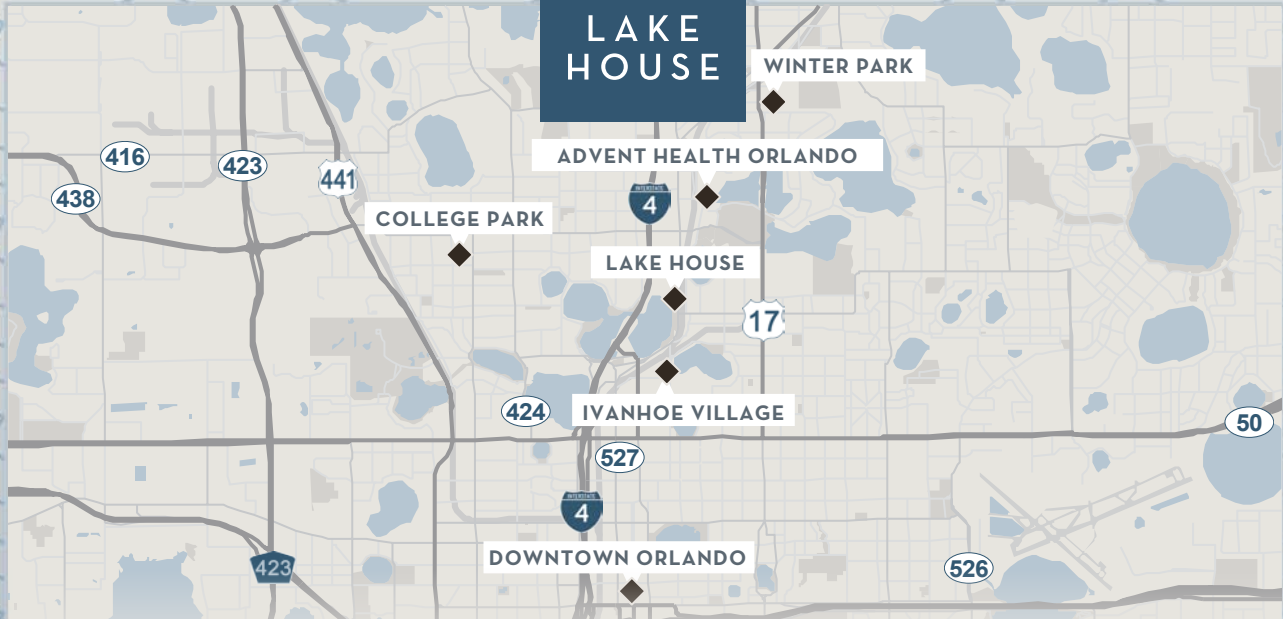 LAKE
HOUSE
WINTER PARK
ADVENT HEALTH ORLANDO
416
423
441
438
INTERSTATE
4
COLLEGE PARK
LAKE HOUSE
17
424
IVANHOE VILLAGE
50
527
INTERSTATE
4
DOWNTOWN ORLANDO
423
526